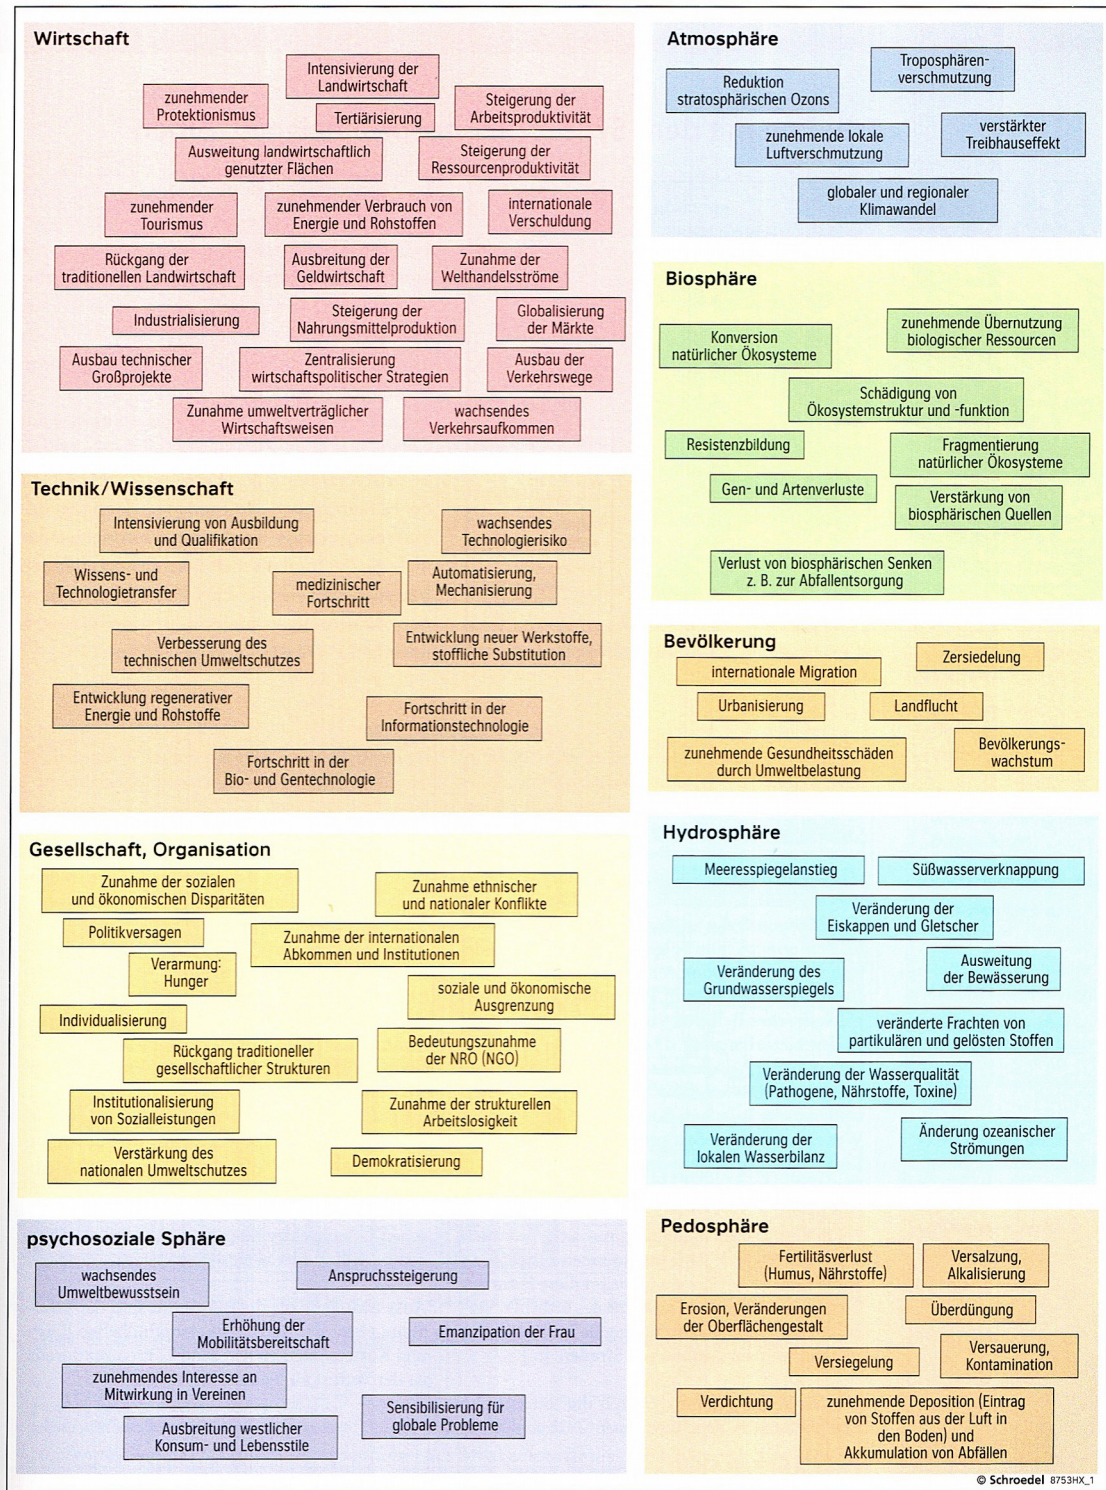 Wirtschaft
Intensivierung der
Landwirtschaft
zunehmender
Protektionismus
Tertiärisierung
Steigerung der
Arbeitsproduktivität
Ausweitung landwirtschaftlich
genutzter Flächen
Steigerung der
Ressourcenproduktivität
zunehmender
Tourismus
zunehmender Verbrauch von
Energie und Rohstoffen
internationale
Verschuldung
Rückgang der
traditionellen Landwirtschaft
Ausbreitung der
Geldwirtschaft
Zunahme der
Welthandelsströme
Industrialisierung
Steigerung der
Nahrungsmittelproduktion
Globalisierung
der Märkte
Ausbau technischer
Großprojekte
Zentralisierung
wirtschaftspolitischer Strategien
Ausbau der
Verkehrswege
Zunahme umweltverträglicher
Wirtschaftsweisen
wachsendes
Verkehrsaufkommen
Technik/Wissenschaft
Intensivierung von Ausbildung
und Qualifikation
wachsendes
Technologierisiko
Wissens- und
Technologietransfer
medizinischer
Fortschritt
Automatisierung,
Mechanisierung
Verbesserung des
technischen Umweltschutzes
Entwicklung neuer Werkstoffe,
stoffliche Substitution
Entwicklung regenerativer
Energie und Rohstoffe
Fortschritt in der
Informationstechnologie
Fortschritt in der
Bio- und Gentechnologie
Gesellschaft, Organisation
Zunahme der sozialen
und ökonomischen Disparitäten
Zunahme ethnischer
und nationaler Konflikte
Politikversagen
Zunahme der internationalen
Abkommen und Institutionen
Verarmung:
Hunger
soziale und ökonomische
Ausgrenzung
Individualisierung
Rückgang traditioneller
gesellschaftlicher Strukturen
Bedeutungszunahme
der NRO (NGO)
Institutionalisierung
von Sozialleistungen
Zunahme der strukturellen
Arbeitslosigkeit
Verstärkung des
nationalen Umweltschutzes
Demokratisierung
psychosoziale Sphäre
wachsendes
Umweltbewusstsein
Anspruchssteigerung
Erhöhung der
Mobilitätsbereitschaft
Emanzipation der Frau
zunehmendes Interesse an
Mitwirkung in Vereinen
Sensibilisierung für
globale Probleme
Ausbreitung westlicher
Konsum- und Lebensstile
Atmosphäre
Troposphären-
verschmutzung
Reduktion
stratosphärischen Ozons
zunehmende lokale
Luftverschmutzung
verstärkter
Treibhauseffekt
globaler und regionaler
Klimawandel
Biosphäre
Konversion
natürlicher Ökosysteme
zunehmende Übernutzung
biologischer Ressourcen
Schädigung von
Ökosystemstruktur und -funktion
Resistenzbildung
Fragmentierung
natürlicher Ökosysteme
Gen- und Artenverluste
Verstärkung von
biosphärischen Quellen
Verlust von biosphärischen Senken
z. B. zur Abfallentsorgung
Bevölkerung
internationale Migration
Zersiedelung
Urbanisierung
Landflucht
zunehmende Gesundheitsschäden
durch Umweltbelastung
Bevölkerungs-
wachstum
Hydrosphäre
Meeresspiegelanstieg
Süßwasserverknappung
Veränderung der
Eiskappen und Gletscher
Veränderung des
Grundwasserspiegels
Ausweitung
der Bewässerung
veränderte Frachten von
partikulären und gelösten Stoffen
Veränderung der Wasserqualität
(Pathogene, Nährstoffe, Toxine)
Veränderung der
lokalen Wasserbilanz
Änderung ozeanischer
Strömungen
Pedosphäre
Fertilitäsverlust
(Humus, Nährstoffe)
Versalzung,
Alkalisierung
Erosion, Veränderungen
der Oberflächengestalt
Überdüngung
Versiegelung
Versauerung,
Kontamination
Verdichtung
zunehmende Deposition (Eintrag
von Stoffen aus der Luft in
den Boden) und
Akkumulation von Abfällen
© Schroedel 8753HX_1